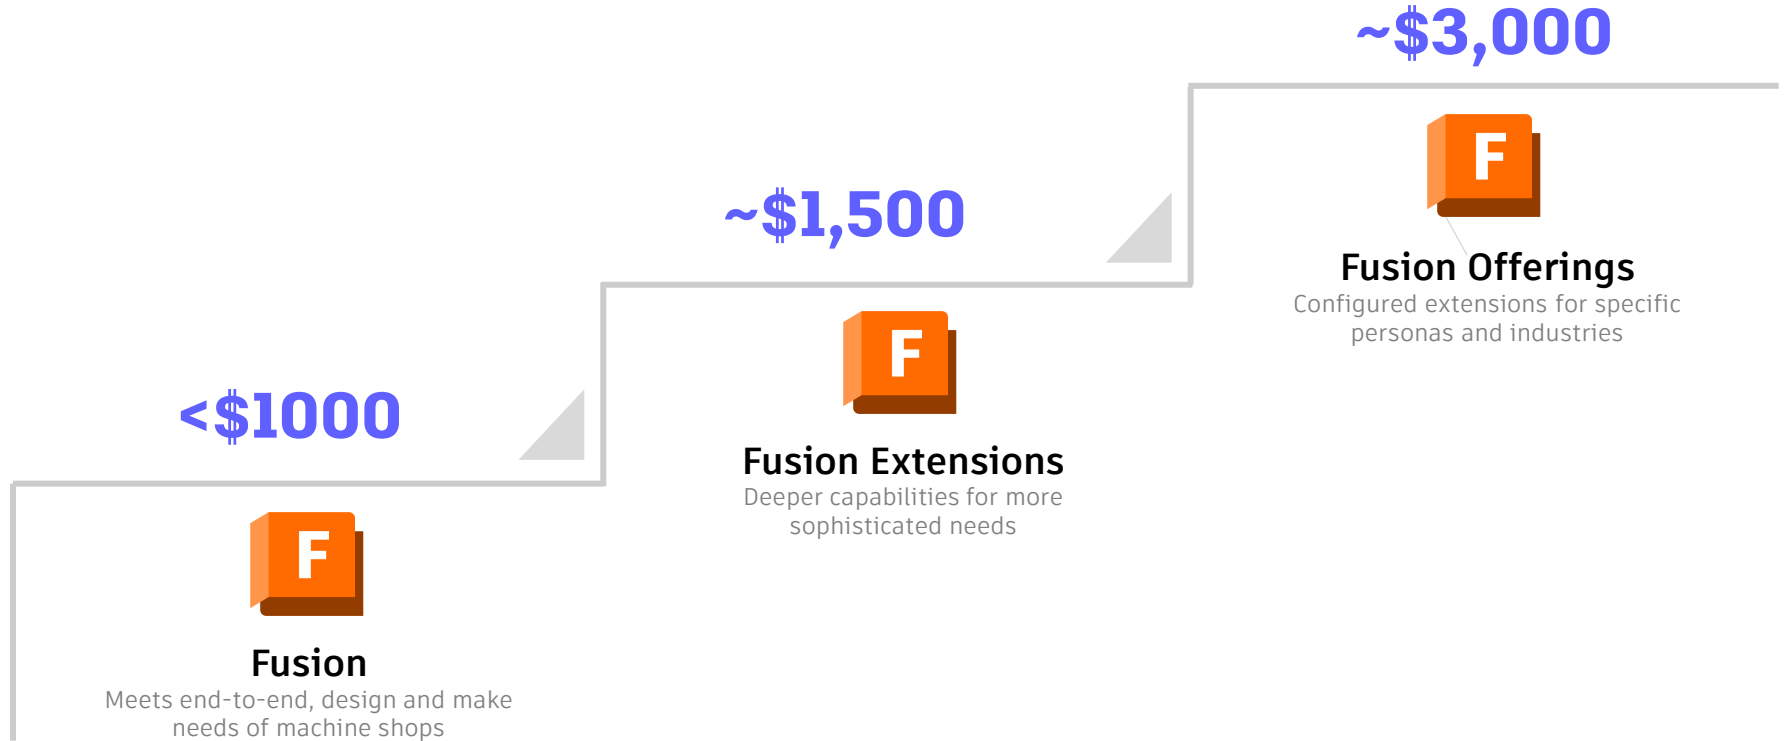 ~$3,000
F
Fusion Offerings
Configured extensions for specific
personas and industries
~$1,500
F
Fusion Extensions
Deeper capabilities for more
sophisticated needs
<$1000
F
Fusion
Meets end-to-end, design and make
needs of machine shops